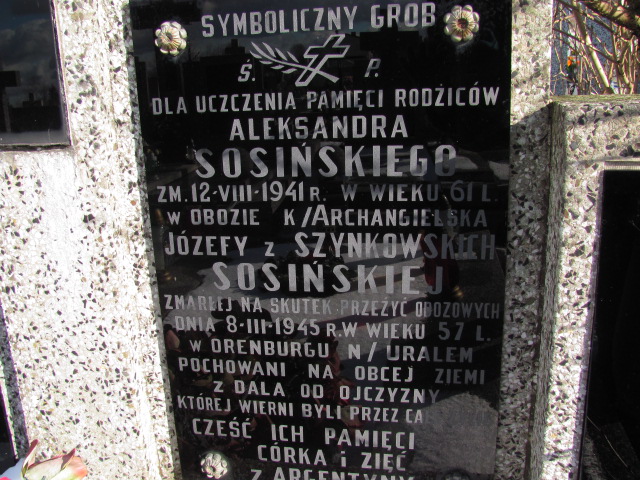 SYMBOLICZNY GRÓB
Ś. P.
DLA UCZCZENIA PAMIĘCI RODZICÓW
ALEKSANDRA
SOSIŃSKIEGO
ZM. 12-VIII-1941 R. W WIEKU 61 L.
W OBOZIE K/ARCHANGIELSKA
JÓZEFY Z SZYNKOWSKICH
SOSIŃSKIEJ
ZMARŁEJ NA SKUTEK PRZEŻYĆ OBOZOWYCH
DNIA 8-III-1945 R. W WIEKU 57 L.
W ORENBURGU N/URALEM
POCHOWANI NA OBCEJ ZIEMI
Z DALA OD OJCZYZNY
KTÓREJ WIERNI BYLI PRZEZ CA
CZEŚĆ ICH PAMIĘCI
CÓRKA I ZIĘĆ
Z ARGENTYNY